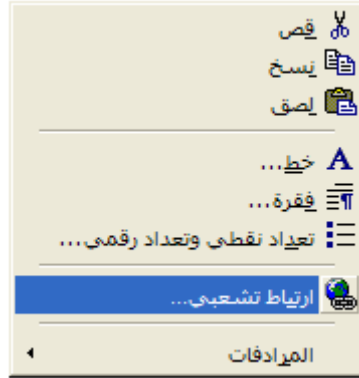 قص
نسخ
لصق
خط...
فقرة...
تعداد نقطي وتعداد رقمي...
ارتباط تشعبي...
المرادفات